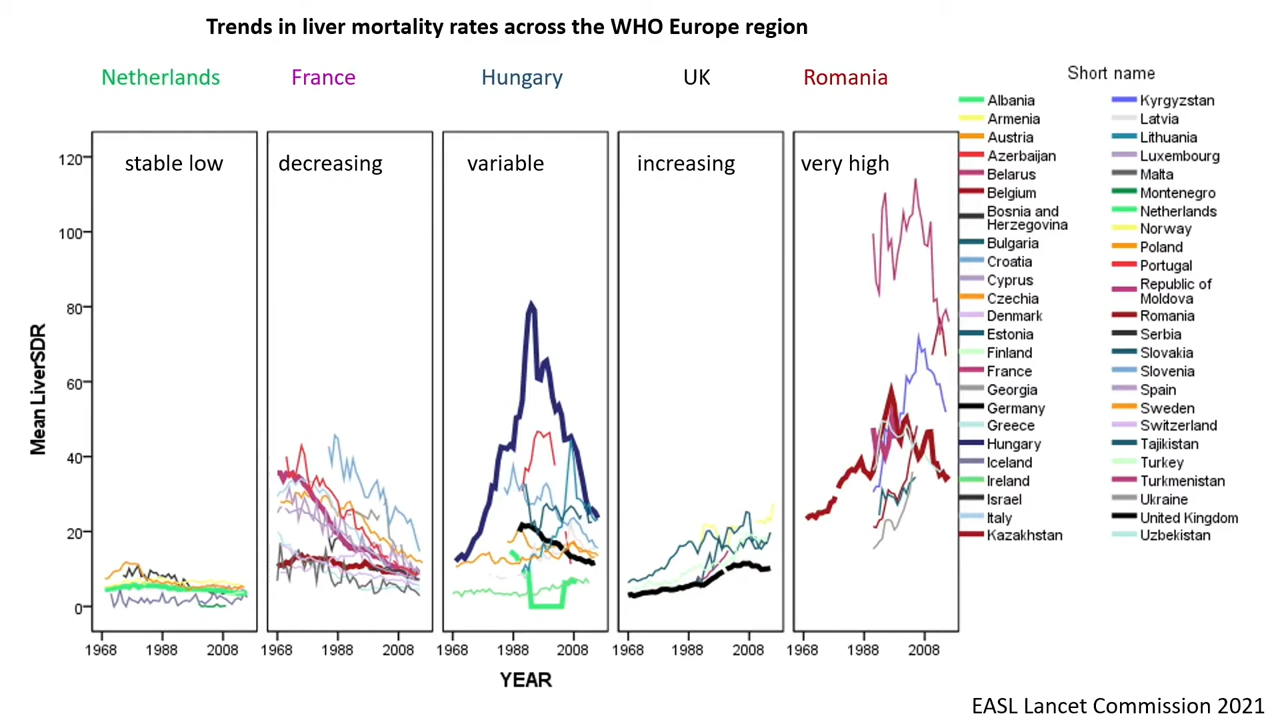 Trends in liver mortality rates across the WHO Europe region
Netherlands France Hungary UK Romania
stable low decreasing variable increasing very high
Mean LiverSDR
120
100
80
60
40
20
0
1968 1988 2008 1968 1988 2008 1968 1988 2008 1968 1988 2008 1968 1988 2008
YEAR
Short name
Albania
Armenia
Austria
Azerbaijan
Belarus
Belgium
Bosnia and
Herzegovina
Bulgaria
Croatia
Cyprus
Czechia
Denmark
Estonia
Finland
France
Georgia
Germany
Greece
Hungary
Iceland
Ireland
Israel
Italy
Kazakhstan
Kyrgyzstan
Latvia
Lithuania
Luxembourg
Malta
Montenegro
Netherlands
Norway
Poland
Portugal
Republic of
Moldova
Romania
Serbia
Slovakia
Slovenia
Spain
Sweden
Switzerland
Tajikistan
Turkey
Turkmenistan
Ukraine
United Kingdom
Uzbekistan
EASL Lancet Commission 2021